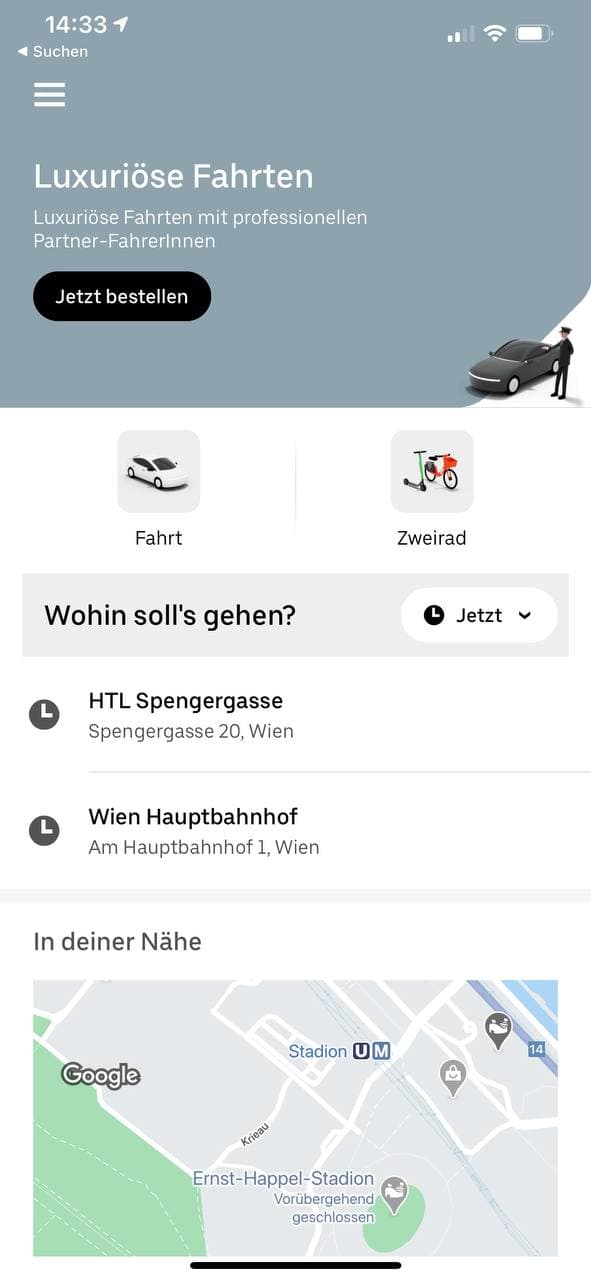 14:33
◀ Suchen
Luxuriöse Fahrten
Luxuriöse Fahrten mit professionellen
Partner-FahrerInnen
Jetzt bestellen
Fahrt
Zweirad
Wohin soll's gehen?
Jetzt
HTL Spengergasse
Spengergasse 20, Wien
Wien Hauptbahnhof
Am Hauptbahnhof 1, Wien
In deiner Nähe
Stadion U M
14
Google
Krieau
Ernst-Happel-Stadion
Vorübergehend
geschlossen